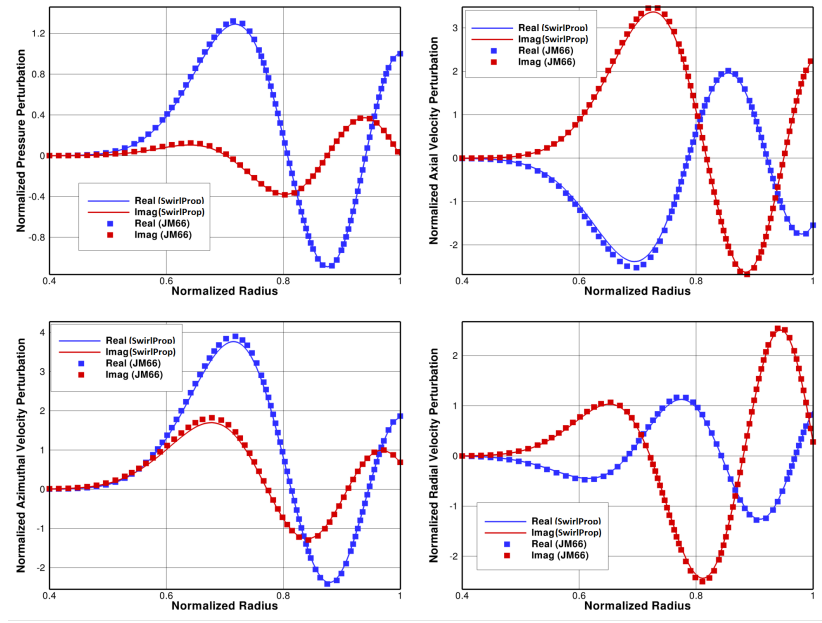 Normalized Pressure Perturbation
1.2
0.8
0.4
0
-0.4
-0.8
Real (SwirlProp)
Imag(SwirlProp)
Real (JM66)
Imag (JM66)
0.4
0.6
0.8
1
Normalized Radius
Normalized Axial Velocity Perturbation
3
2
1
0
-1
-2
Real (SwirlProp)
Imag(SwirlProp)
Real (JM66)
Imag (JM66)
0.4
0.6
0.8
1
Normalized Radius
Normalized Azimuthal Velocity Perturbation
4
3
2
1
0
-1
-2
Real (SwirlProp)
Imag(SwirlProp)
Real (JM66)
Imag (JM66)
0.4
0.6
0.8
1
Normalized Radius
Normalized Radial Velocity Perturbation
2
1
0
-1
-2
Real (SwirlProp)
Imag(SwirlProp)
Real (JM66)
Imag (JM66)
0.4
0.6
0.8
1
Normalized Radius